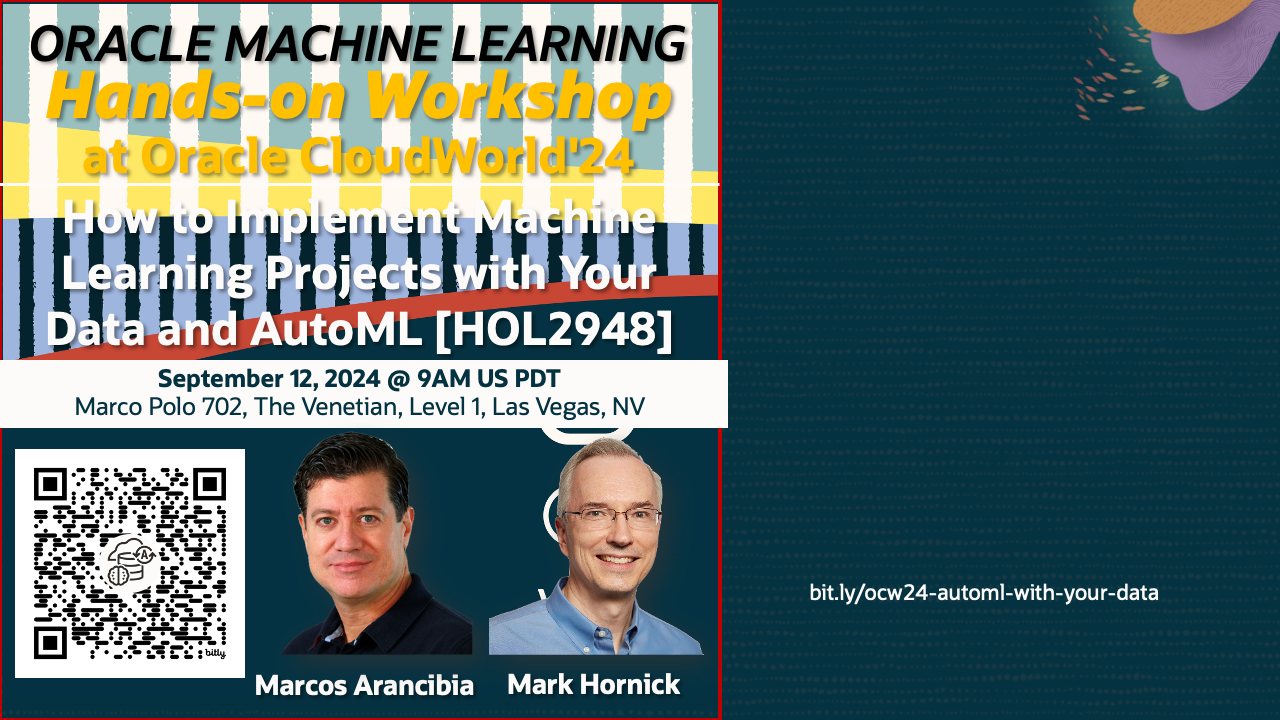 ORACLE MACHINE LEARNING
Hands-on Workshop
at Oracle CloudWorld'24
How to Implement Machine
Learning Projects with Your
Data and AutoML [HOL2948]
September 12, 2024 @ 9AM US PDT
Marco Polo 702, The Venetian, Level 1, Las Vegas, NV
A
bitly
Marcos Arancibia
Mark Hornick
bit.ly/ocw24-automl-with-your-data